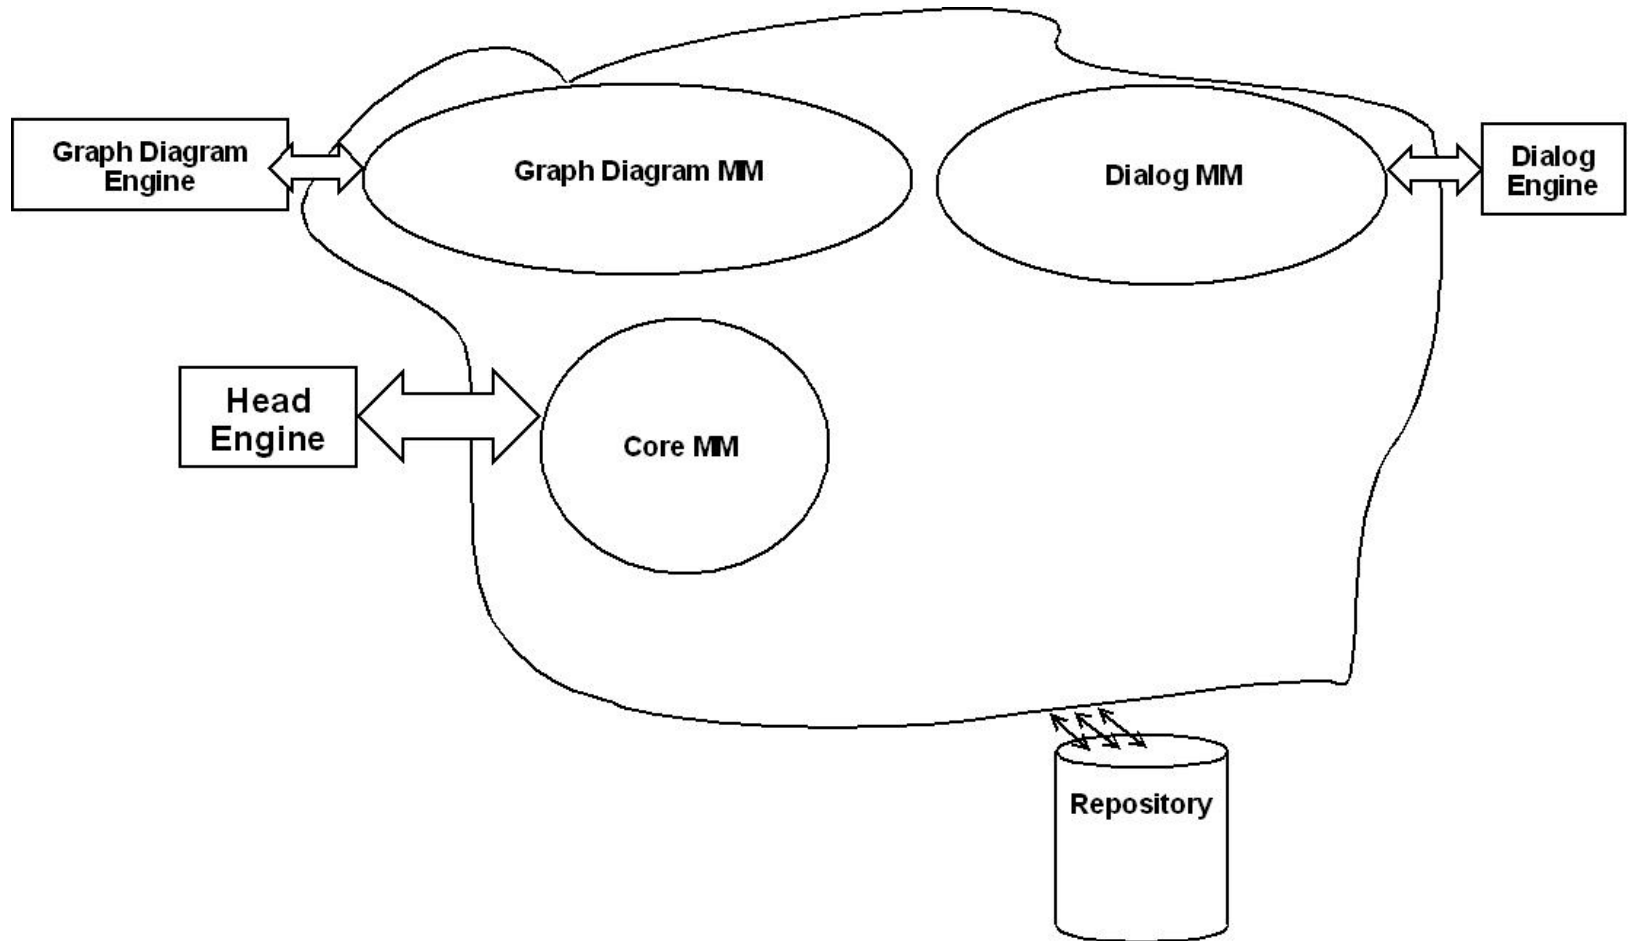 Graph Diagram
Engine
Graph Diagram MM
Dialog MM
Dialog
Engine
Head
Engine
Core MM
Repository